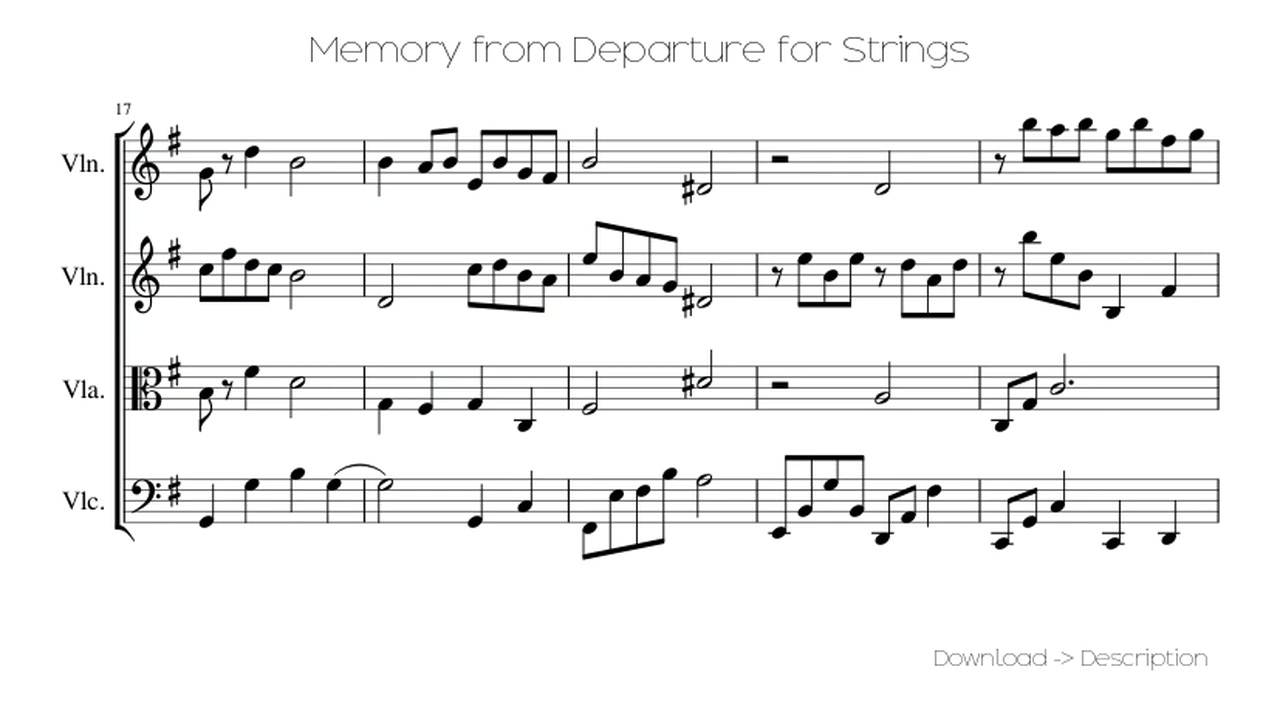 Memory from Departure for Strings
17
Vln.
Vln.
Vla.
Vlc.
Download -> Description